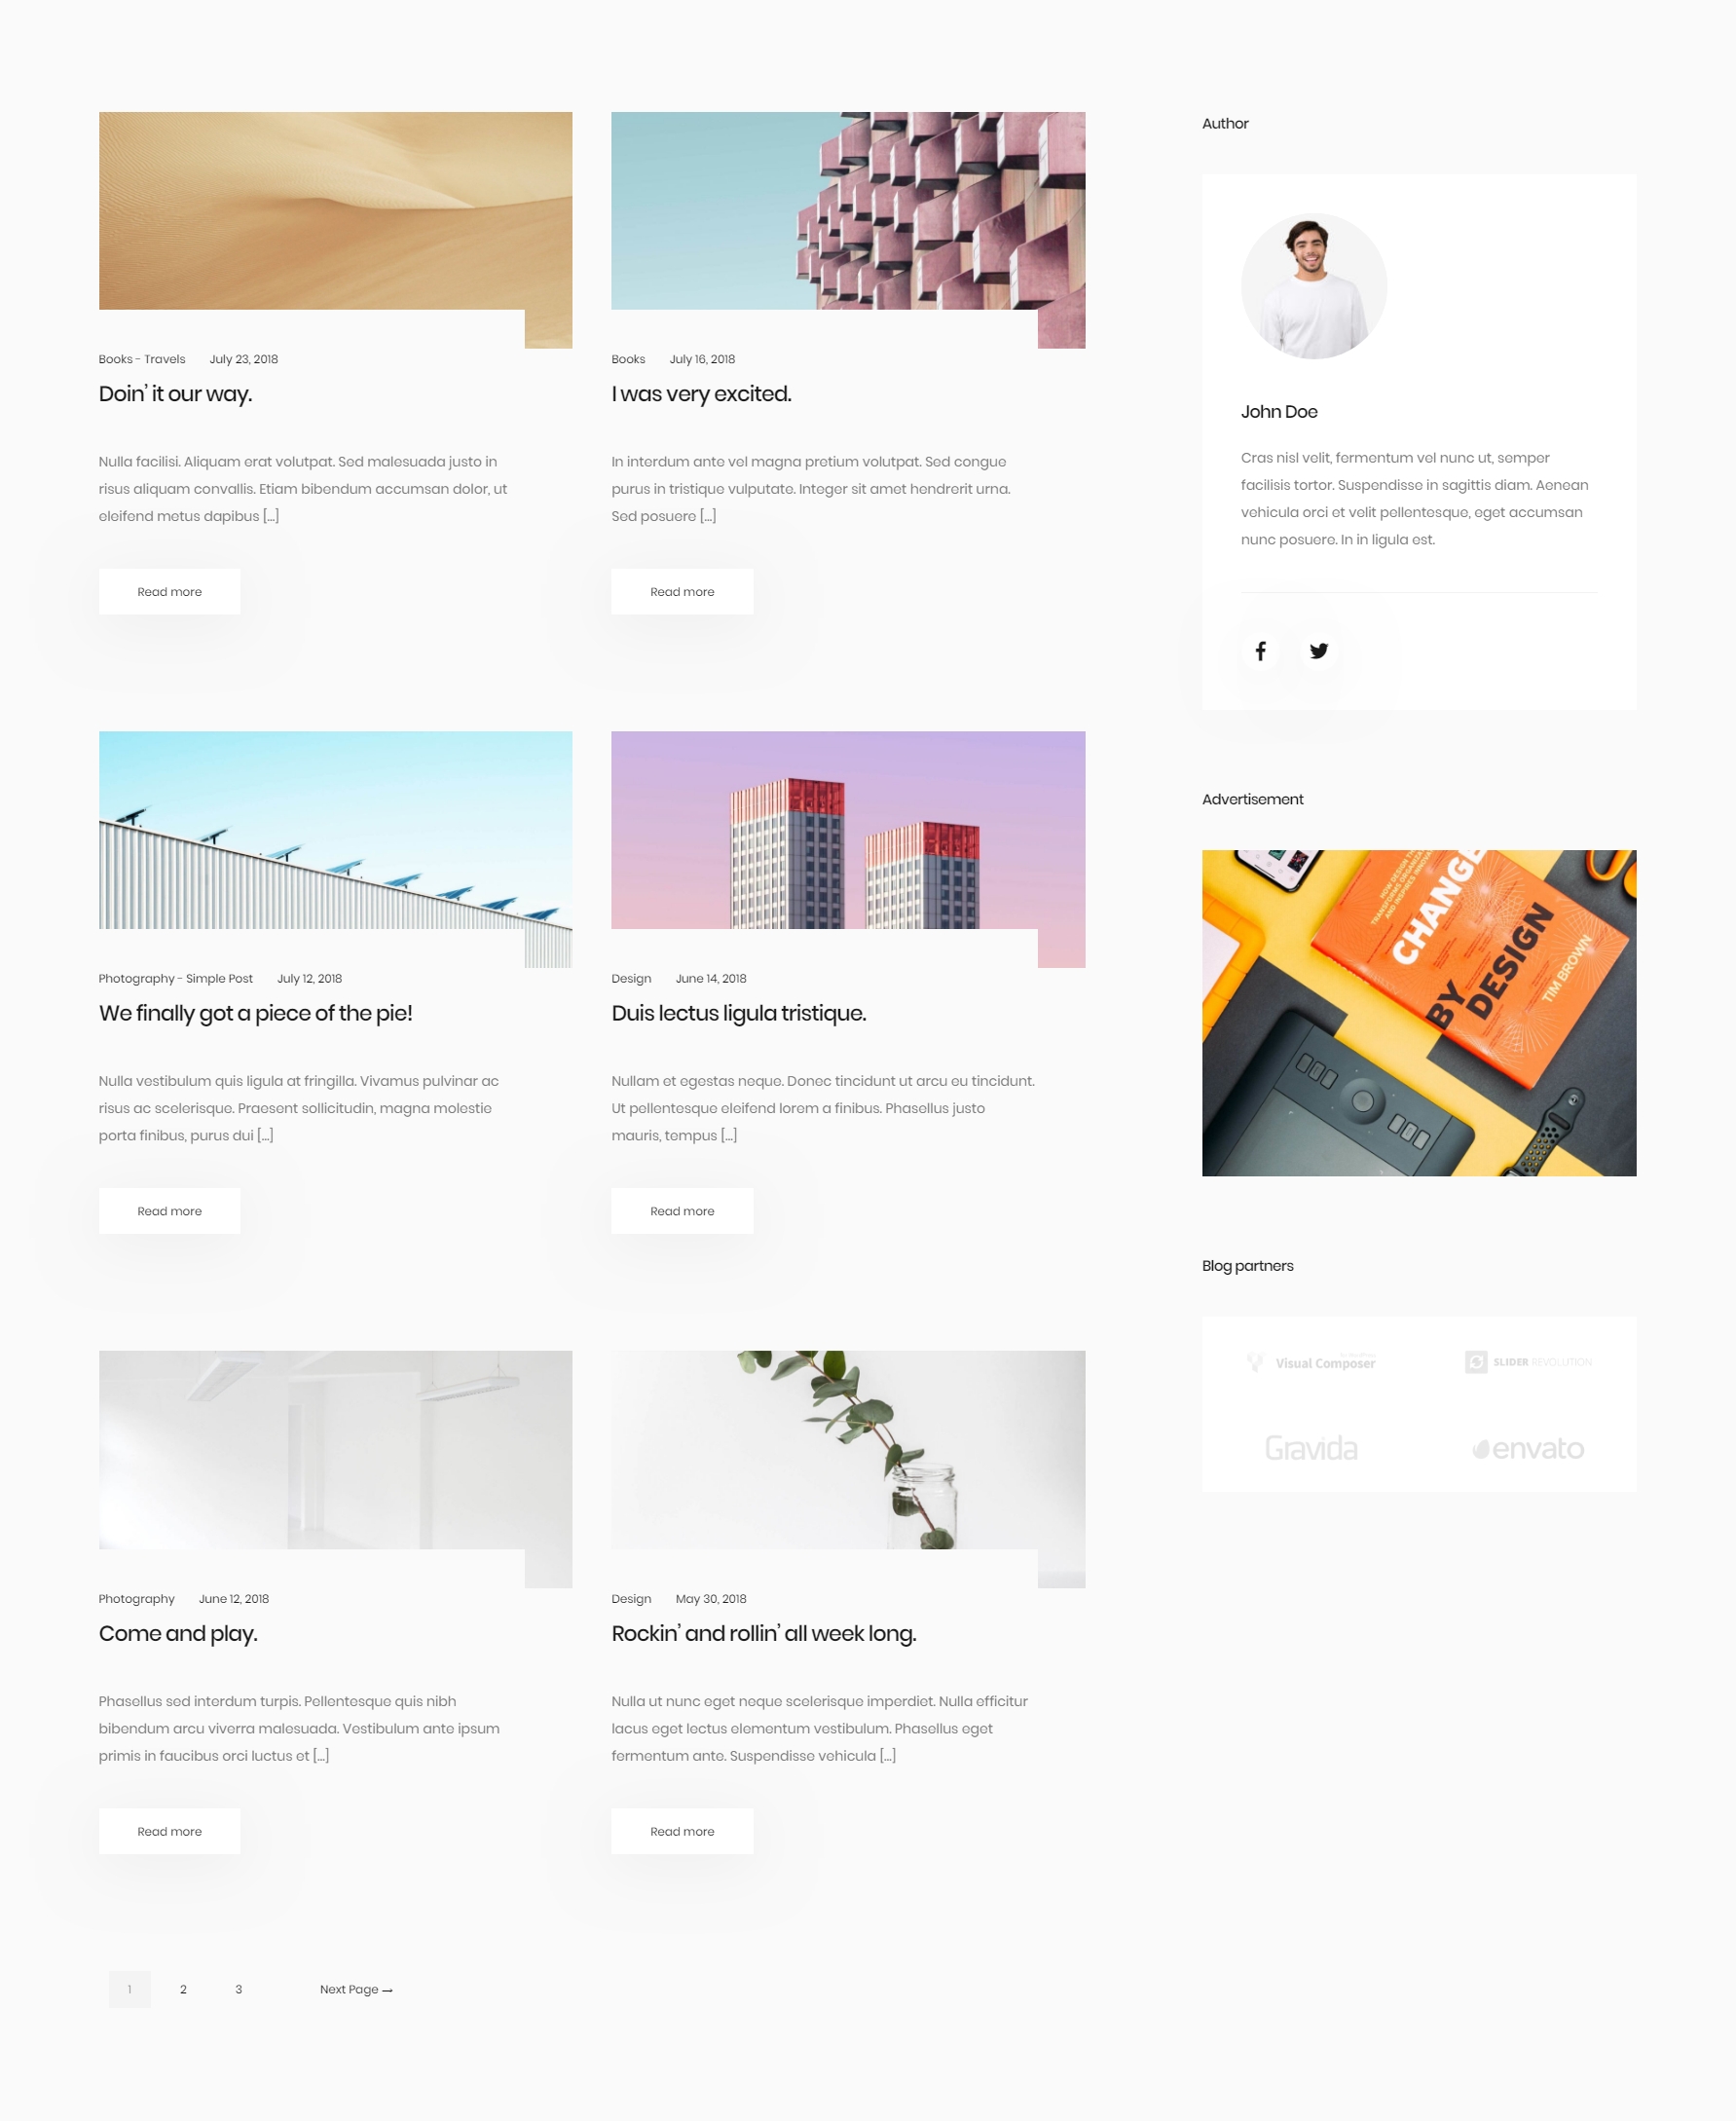 Books - Travels July 23, 2018
Doin’ it our way.
Nulla facilisi. Aliquam erat volutpat. Sed malesuada justo in
risus aliquam convallis. Etiam bibendum accumsan dolor, ut
eleifend metus dapibus [...]
Read more
Books July 16, 2018
I was very excited.
In interdum ante vel magna pretium volutpat. Sed congue
purus in tristique vulputate. Integer sit amet hendrerit urna.
Sed posuere [...]
Read more
Photography - Simple Post July 12, 2018
We finally got a piece of the pie!
Nulla vestibulum quis ligula at fringilla. Vivamus pulvinar ac
risus ac scelerisque. Praesent sollicitudin, magna molestie
porta finibus, purus dui [...]
Read more
Design June 14, 2018
Duis lectus ligula tristique.
Nullam et egestas neque. Donec tincidunt ut arcu eu tincidunt.
Ut pellentesque eleifend lorem a finibus. Phasellus justo
mauris, tempus [...]
Read more
Photography June 12, 2018
Come and play.
Phasellus sed interdum turpis. Pellentesque quis nibh
bibendum arcu viverra malesuada. Vestibulum ante ipsum
primis in faucibus orci luctus et [...]
Read more
Design May 30, 2018
Rockin’ and rollin’ all week long.
Nulla ut nunc eget neque scelerisque imperdiet. Nulla efficitur
lacus eget lectus elementum vestibulum. Phasellus eget
fermentum ante. Suspendisse vehicula [...]
Read more
1 2 3 Next Page →
Author
John Doe
Cras nisl velit, fermentum vel nunc ut, semper
facilisis tortor. Suspendisse in sagittis diam. Aenean
vehicula orci et velit pellentesque, eget accumsan
nunc posuere. In in ligula est.
Advertisement
HOW DESIGN
TRANSFORMS
AND INSPIRES
CHANGE
BY
DESIGN
TIM BROWN
Blog partners
Visual Composer
SLIDER REVOLUTION
Gravida
envato